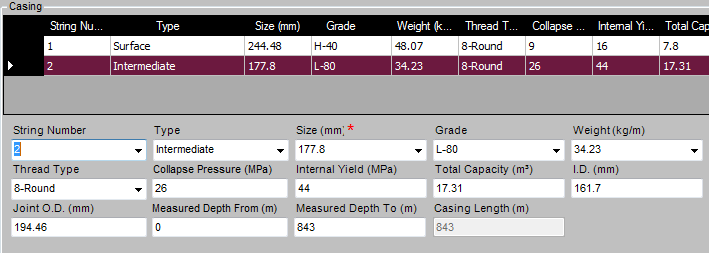 Casing
String Nu... Type Size (mm) Grade Weight (k... Thread T... Collapse ... Internal Yi... Total Cap
1 Surface 244.48 H-40 48.07 8-Round 9 16 7.8
2 Intermediate 177.8 L-80 34.23 8-Round 26 44 17.31
String Number Type Size (mm) * Grade Weight (kg/m)
2 Intermediate 177.8 L-80 34.23
Thread Type Collapse Pressure (MPa) Internal Yield (MPa) Total Capacity (m³) I.D. (mm)
8-Round 26 44 17.31 161.7
Joint O.D. (mm) Measured Depth From (m) Measured Depth To (m) Casing Length (m)
194.46 0 843 843